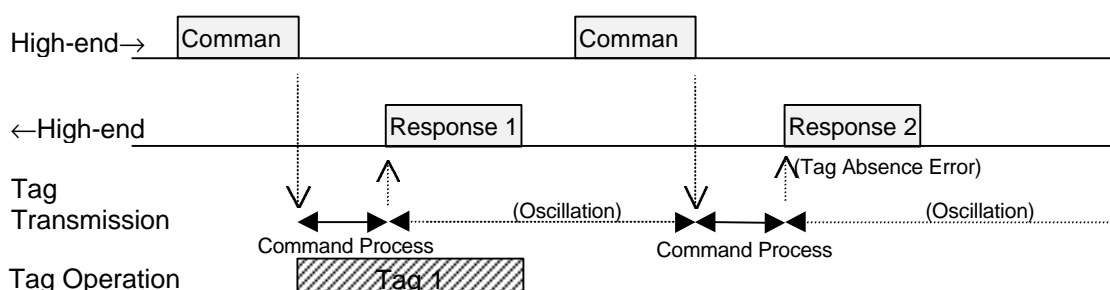 High-end→ Comman Comman
←High-end Response 1 Response 2
(Tag Absence Error)
Tag
Transmission (Oscillation) (Oscillation)
Command Process Command Process
Tag Operation Tag 1